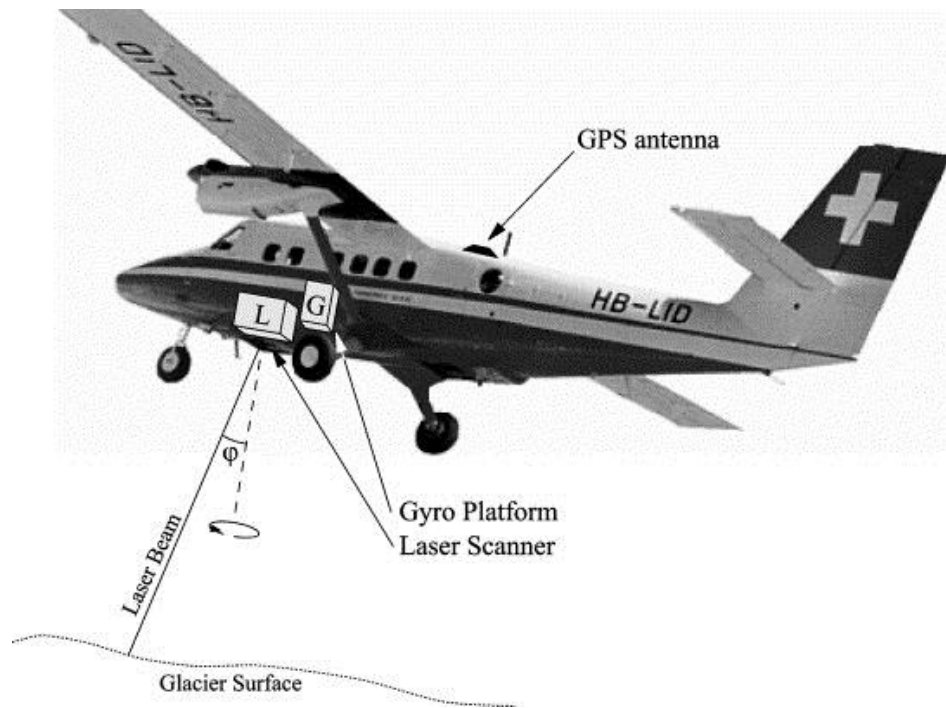 HB-LID
GPS antenna
L
G
HB-LID
φ
Gyro Platform
Laser Scanner
Laser Beam
Glacier Surface